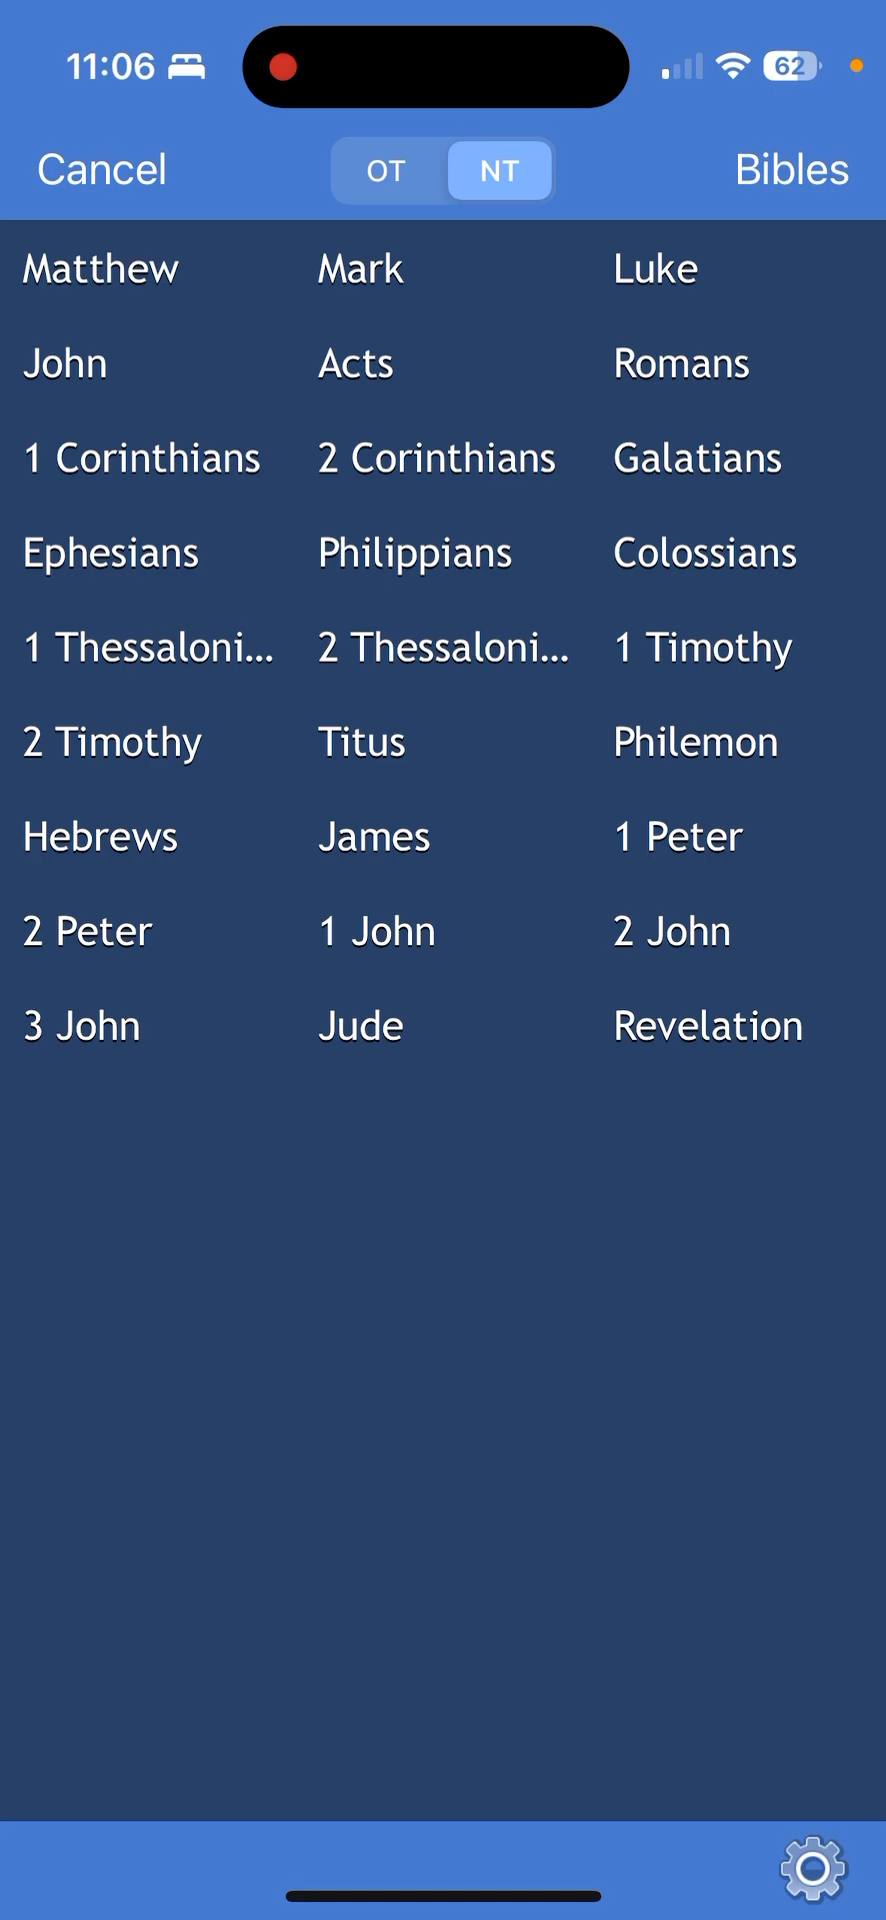 11:06 62
Cancel OT NT Bibles
Matthew Mark Luke
John Acts Romans
1 Corinthians 2 Corinthians Galatians
Ephesians Philippians Colossians
1 Thessaloni... 2 Thessaloni... 1 Timothy
2 Timothy Titus Philemon
Hebrews James 1 Peter
2 Peter 1 John 2 John
3 John Jude Revelation